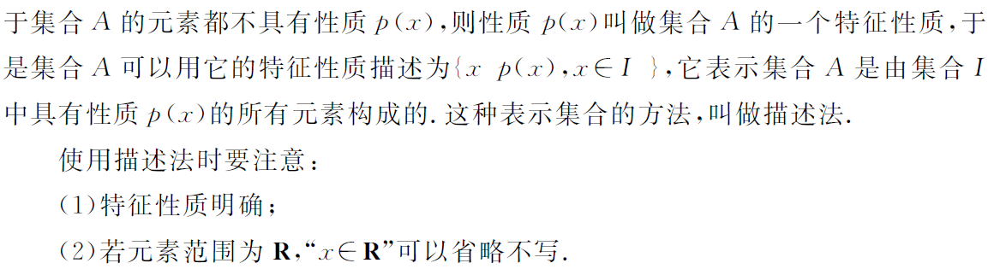 于集合 A 的元素都不具有性质 p(x),则性质 p(x)叫做集合 A 的一个特征性质,于
是集合 A 可以用它的特征性质描述为{x p(x),x∈I },它表示集合 A 是由集合 I
中具有性质 p(x)的所有元素构成的.这种表示集合的方法,叫做描述法.
使用描述法时要注意:
(1)特征性质明确;
(2)若元素范围为 R,“x∈R”可以省略不写.